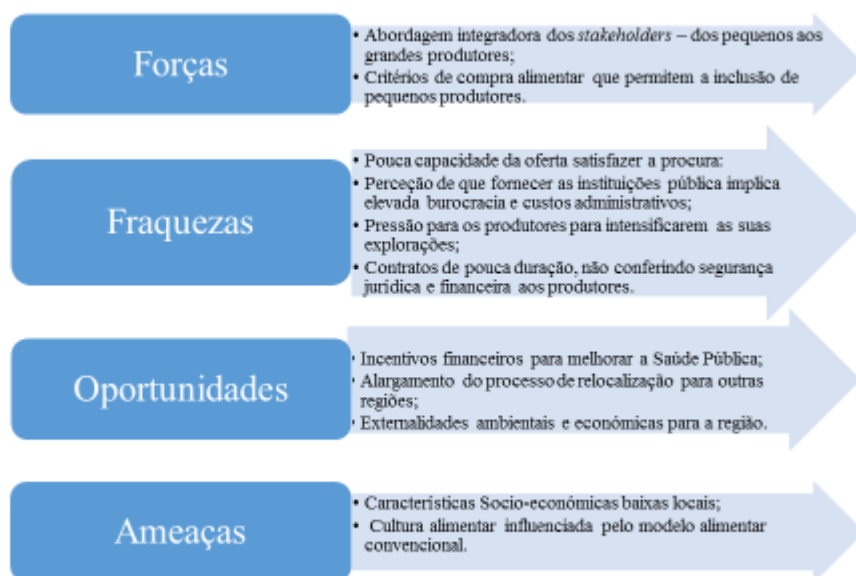 Forças
• Abordagem integradora dos stakeholders – dos pequenos aos
grandes produtores;
• Critérios de compra alimentar que permitem a inclusão de
pequenos produtores.
Fraquezas
• Pouca capacidade da oferta satisfazer a procura:
• Perceção de que fornecer as instituições pública implica
elevada burocracia e custos administrativos;
• Pressão para os produtores para intensificarem as suas
explorações;
• Contratos de pouca duração, não conferindo segurança
jurídica e financeira aos produtores.
Oportunidades
• Incentivos financeiros para melhorar a Saúde Pública;
• Alargamento do processo de relocalização para outras
regiões;
• Externalidades ambientais e económicas para a região.
Ameaças
• Características Socio-económicas baixas locais;
• Cultura alimentar influenciada pelo modelo alimentar
convencional.